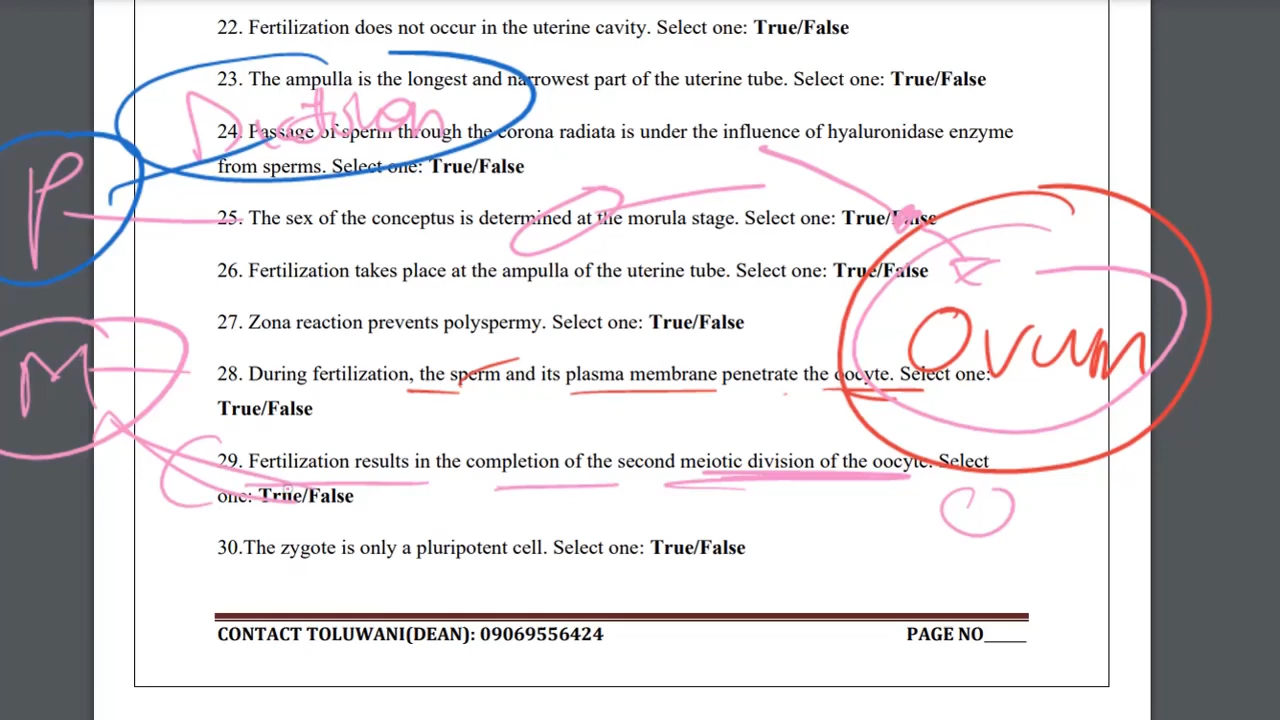 22. Fertilization does not occur in the uterine cavity. Select one: True/False
23. The ampulla is the longest and narrowest part of the uterine tube. Select one: True/False
24. Passage of sperm through the corona radiata is under the influence of hyaluronidase enzyme
from sperms. Select one: True/False
P
25. The sex of the conceptus is determined at the morula stage. Select one: True/False
26. Fertilization takes place at the ampulla of the uterine tube. Select one: True/False
27. Zona reaction prevents polyspermy. Select one: True/False
Ovum
M
28. During fertilization, the sperm and its plasma membrane penetrate the oocyte. Select one:
True/False
29. Fertilization results in the completion of the second meiotic division of the oocyte. Select
one: True/False
30.The zygote is only a pluripotent cell. Select one: True/False
CONTACT TOLUWANI(DEAN): 09069556424 PAGE NO_____